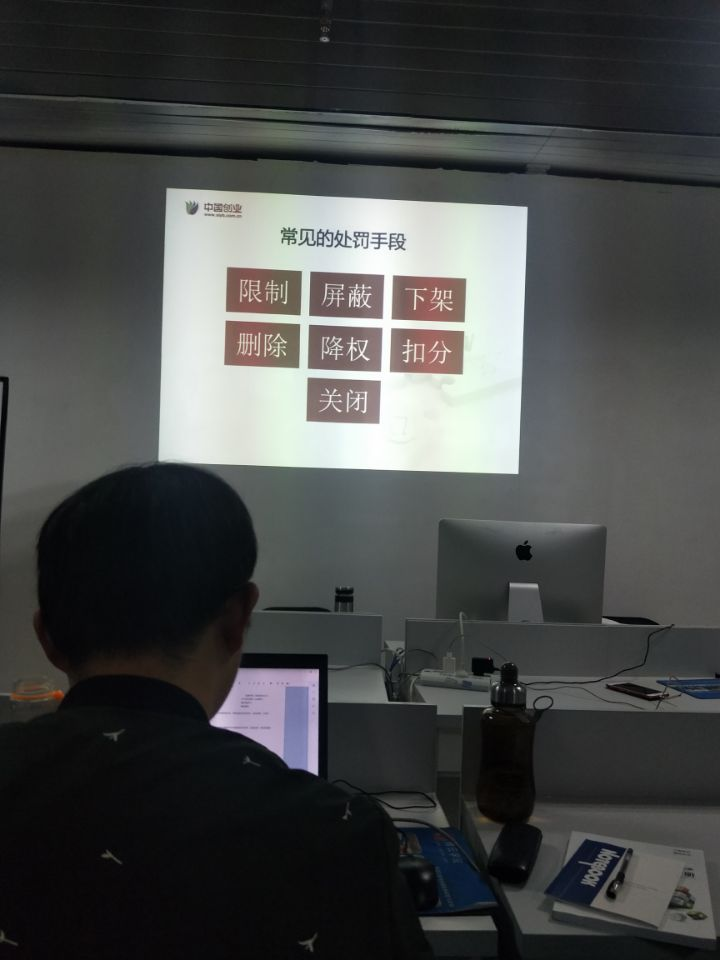 中国创业
常见的处罚手段
限制 屏蔽 下架
删除 降权 扣分
关闭
NOTEBOOK